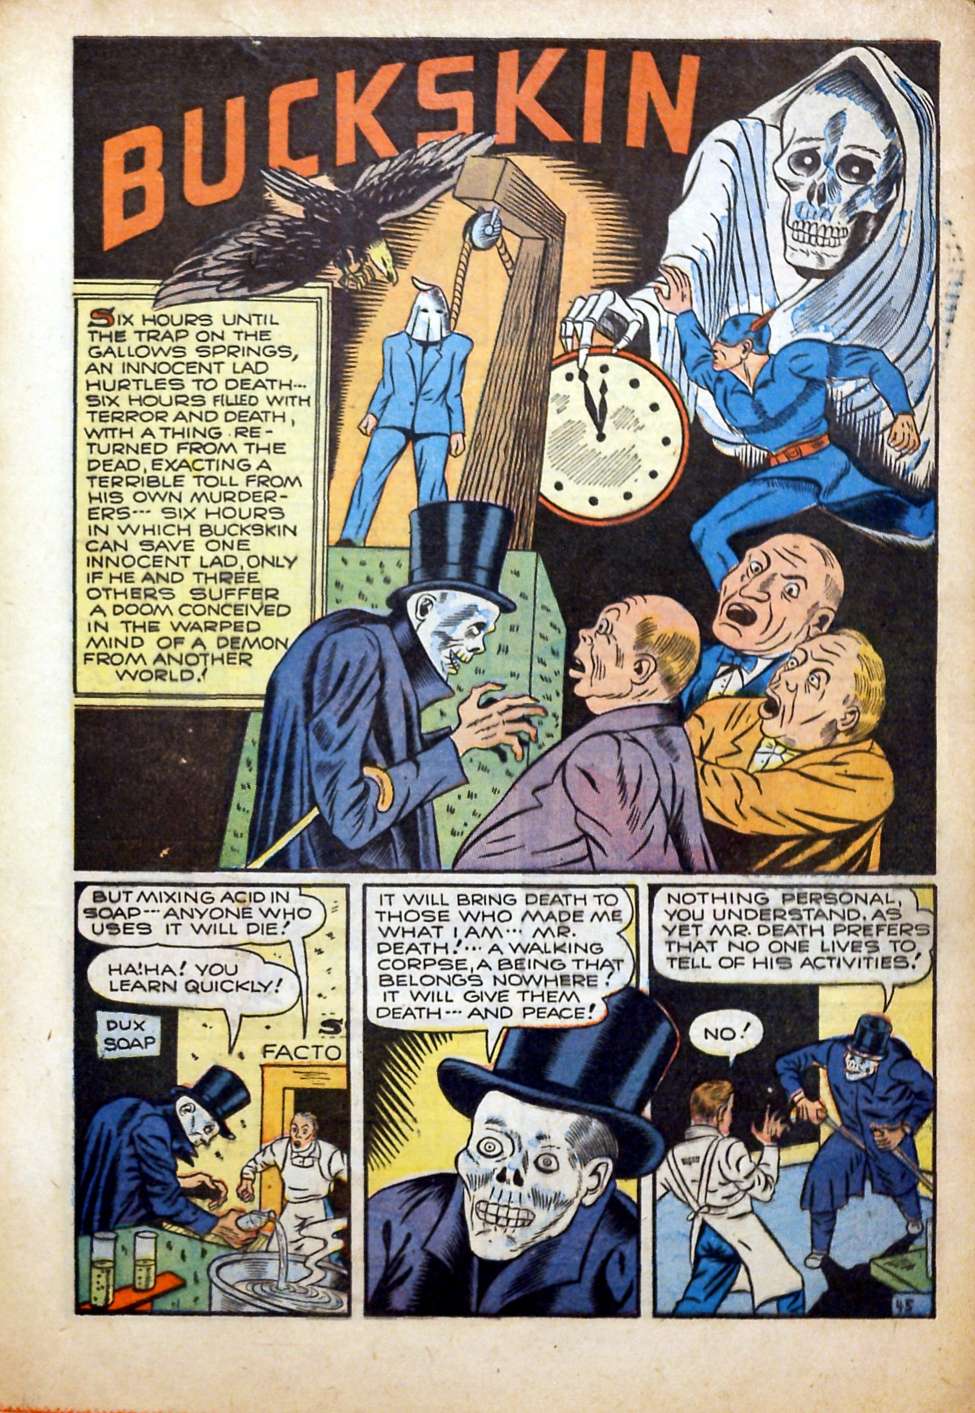 BUCKSKIN
SIX HOURS UNTIL
THE TRAP ON THE
GALLOWS SPRINGS,
AN INNOCENT LAD
HURTLES TO DEATH---
SIX HOURS FILLED WITH
TERROR AND DEATH,
WITH A THING RE-
TURNED FROM THE
DEAD, EXACTING A
TERRIBLE TOLL FROM
HIS OWN MURDER-
ERS--- SIX HOURS
IN WHICH BUCKSKIN
CAN SAVE ONE
INNOCENT LAD, ONLY
IF HE AND THREE
OTHERS SUFFER
A DOOM CONCEIVED
IN THE WARPED
MIND OF A DEMON
FROM ANOTHER
WORLD!
BUT MIXING ACID IN
SOAP--- ANYONE WHO
USES IT WILL DIE!
HA! HA! YOU
LEARN QUICKLY!
DUX
SOAP
S
FACTO
IT WILL BRING DEATH TO
THOSE WHO MADE ME
WHAT I AM--- MR.
DEATH!--- A WALKING
CORPSE, A BEING THAT
BELONGS NOWHERE!
IT WILL GIVE THEM
DEATH--- AND PEACE!
NOTHING PERSONAL,
YOU UNDERSTAND, AS
YET MR. DEATH PREFERS
THAT NO ONE LIVES TO
TELL OF HIS ACTIVITIES!
NO!
45